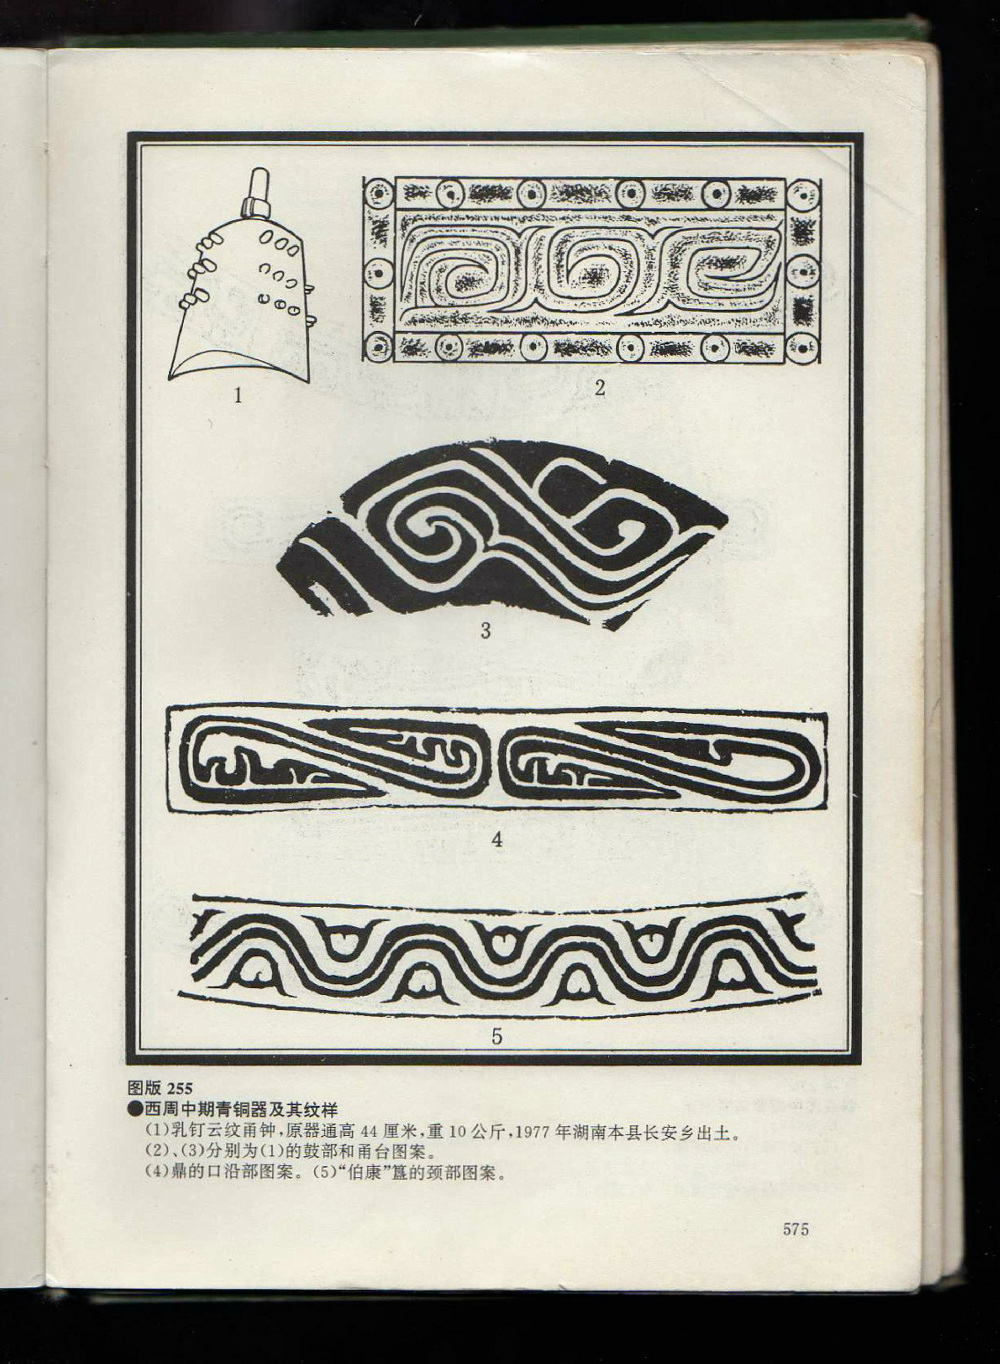 1
2
3
4
5
图版 255
●西周中期青铜器及其纹样
(1)乳钉云纹甬钟,原器通高 44 厘米,重 10 公斤,1977 年湖南本县长安乡出土。
(2)、(3)分别为(1)的鼓部和甬台图案。
(4)鼎的口沿部图案。(5)“伯康”簋的颈部图案。
575